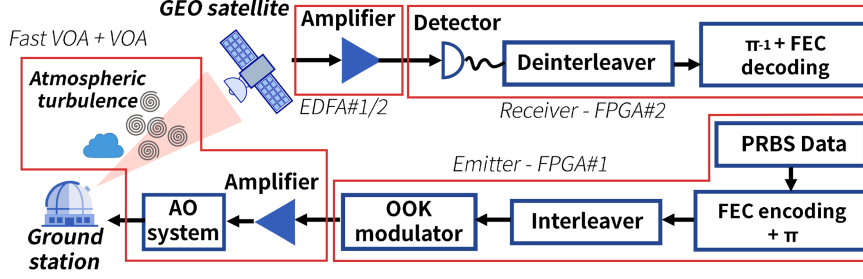 GEO satellite
Amplifier
Detector
Fast VOA + VOA
Atmospheric
turbulence
Deinterleaver
π-1 + FEC
decoding
EDFA#1/2
Receiver - FPGA#2
Emitter - FPGA#1
PRBS Data
Amplifier
AO
system
OOK
modulator
Interleaver
FEC encoding
+ π
Ground
station